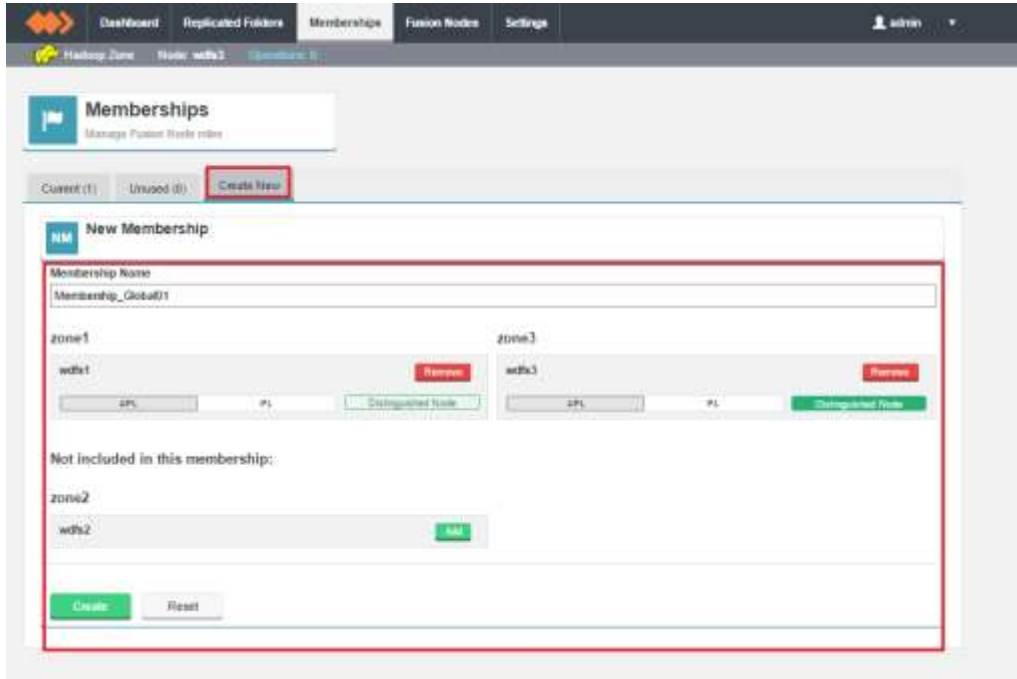 Dashboard Replicated Folders Memberships Fusion Nodes Settings admin
Hadoop Zone Node: wdfs3 Operations: 0
Memberships
Manage Fusion Node roles
Current (1) Unused (0) Create New
NM New Membership
Membership Name
Membership_Global01
zone1 zone3
wdfs1 Remove wdfs3 Remove
APL PL Distinguished Node APL PL Distinguished Node
Not included in this membership:
zone2
wdfs2 Add
Create Reset